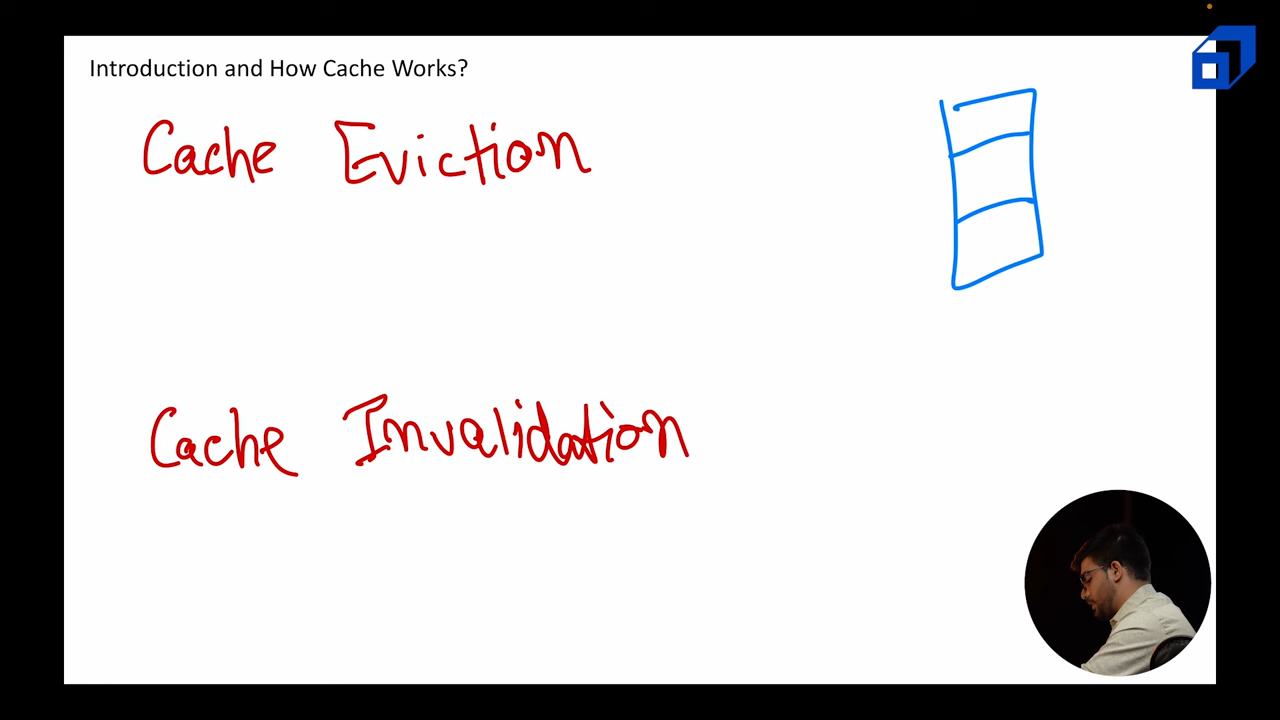 Introduction and How Cache Works?
Cache Eviction
Cache Invalidation